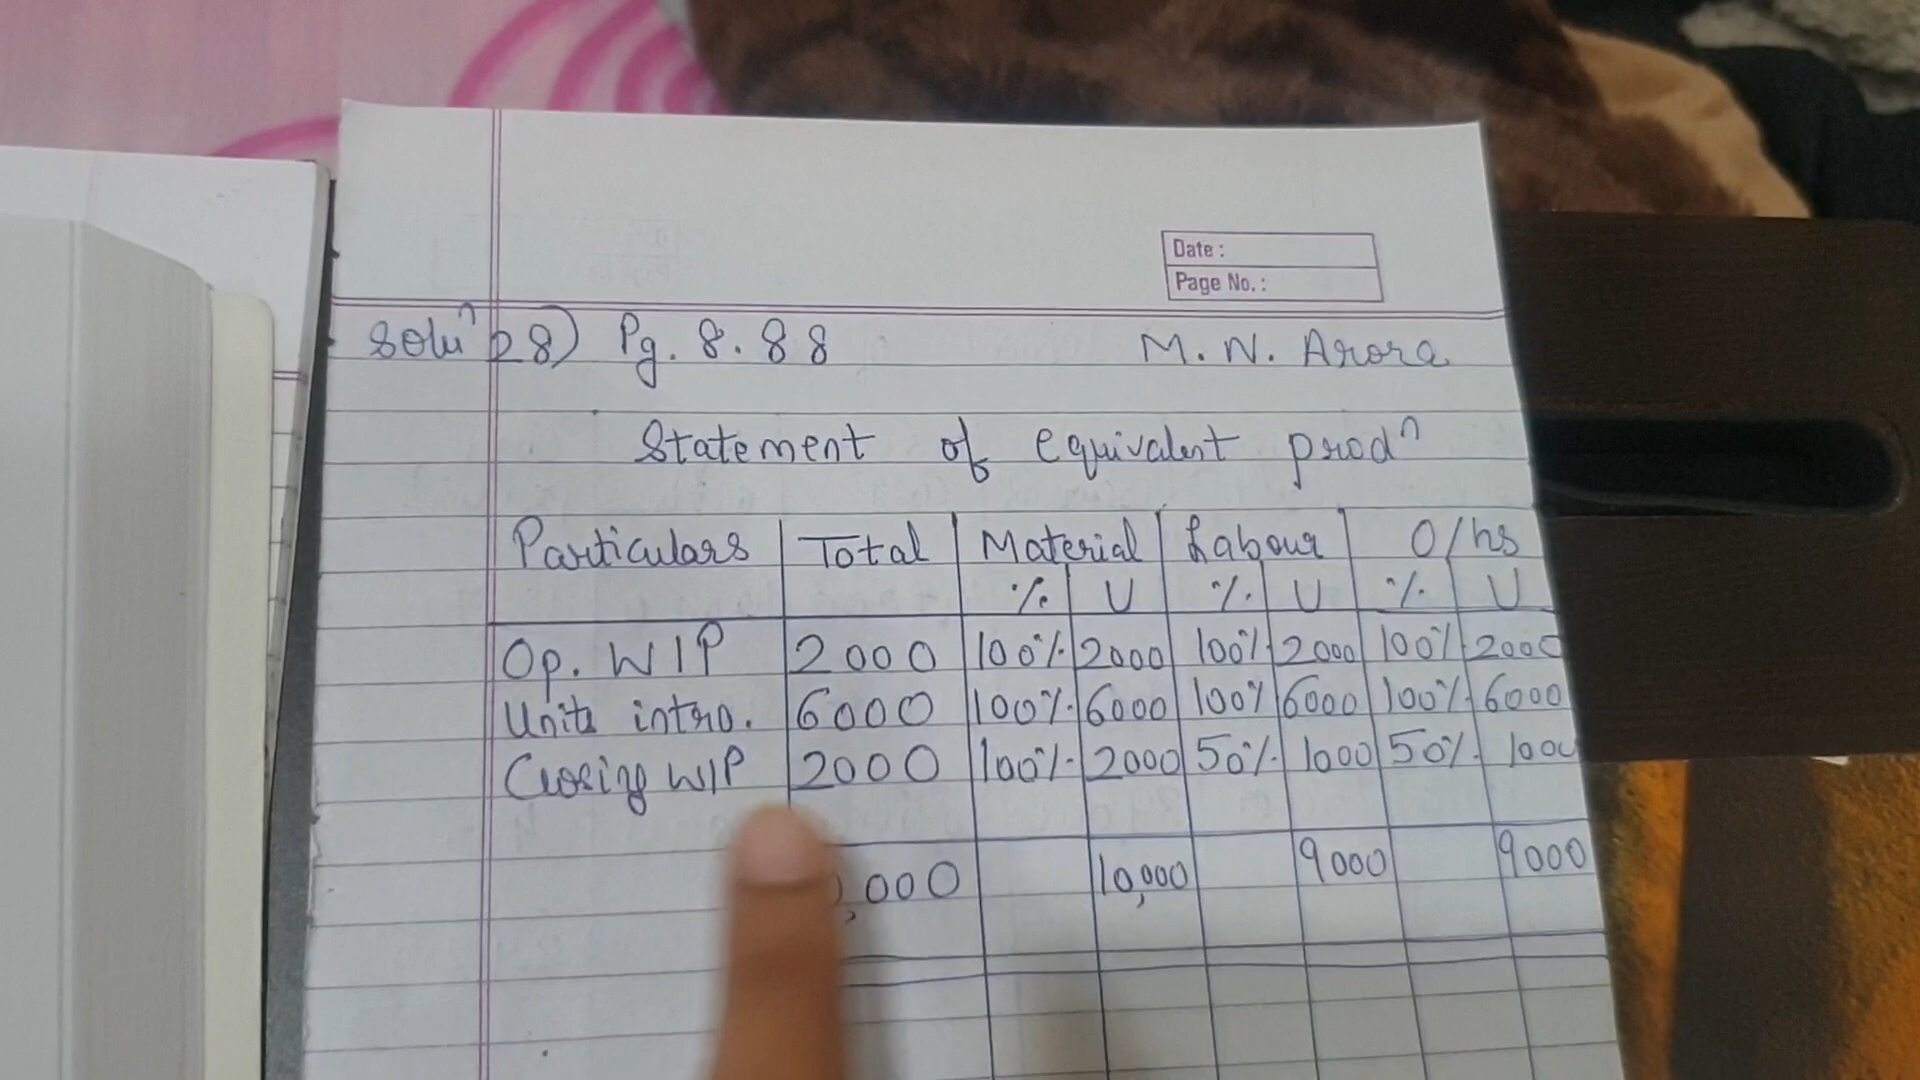 Date :
Page No. :
Soluⁿ 28) Pg. 8.88 M. N. Arora
Statement of equivalent prodⁿ
Particulars Total Material Labour O/hs
% U % U % U
Op. WIP 2000 100% 2000 100% 2000 100% 2000
Units intro. 6000 100% 6000 100% 6000 100% 6000
Closing WIP 2000 100% 2000 50% 1000 50% 1000
,000 10,000 9000 9000